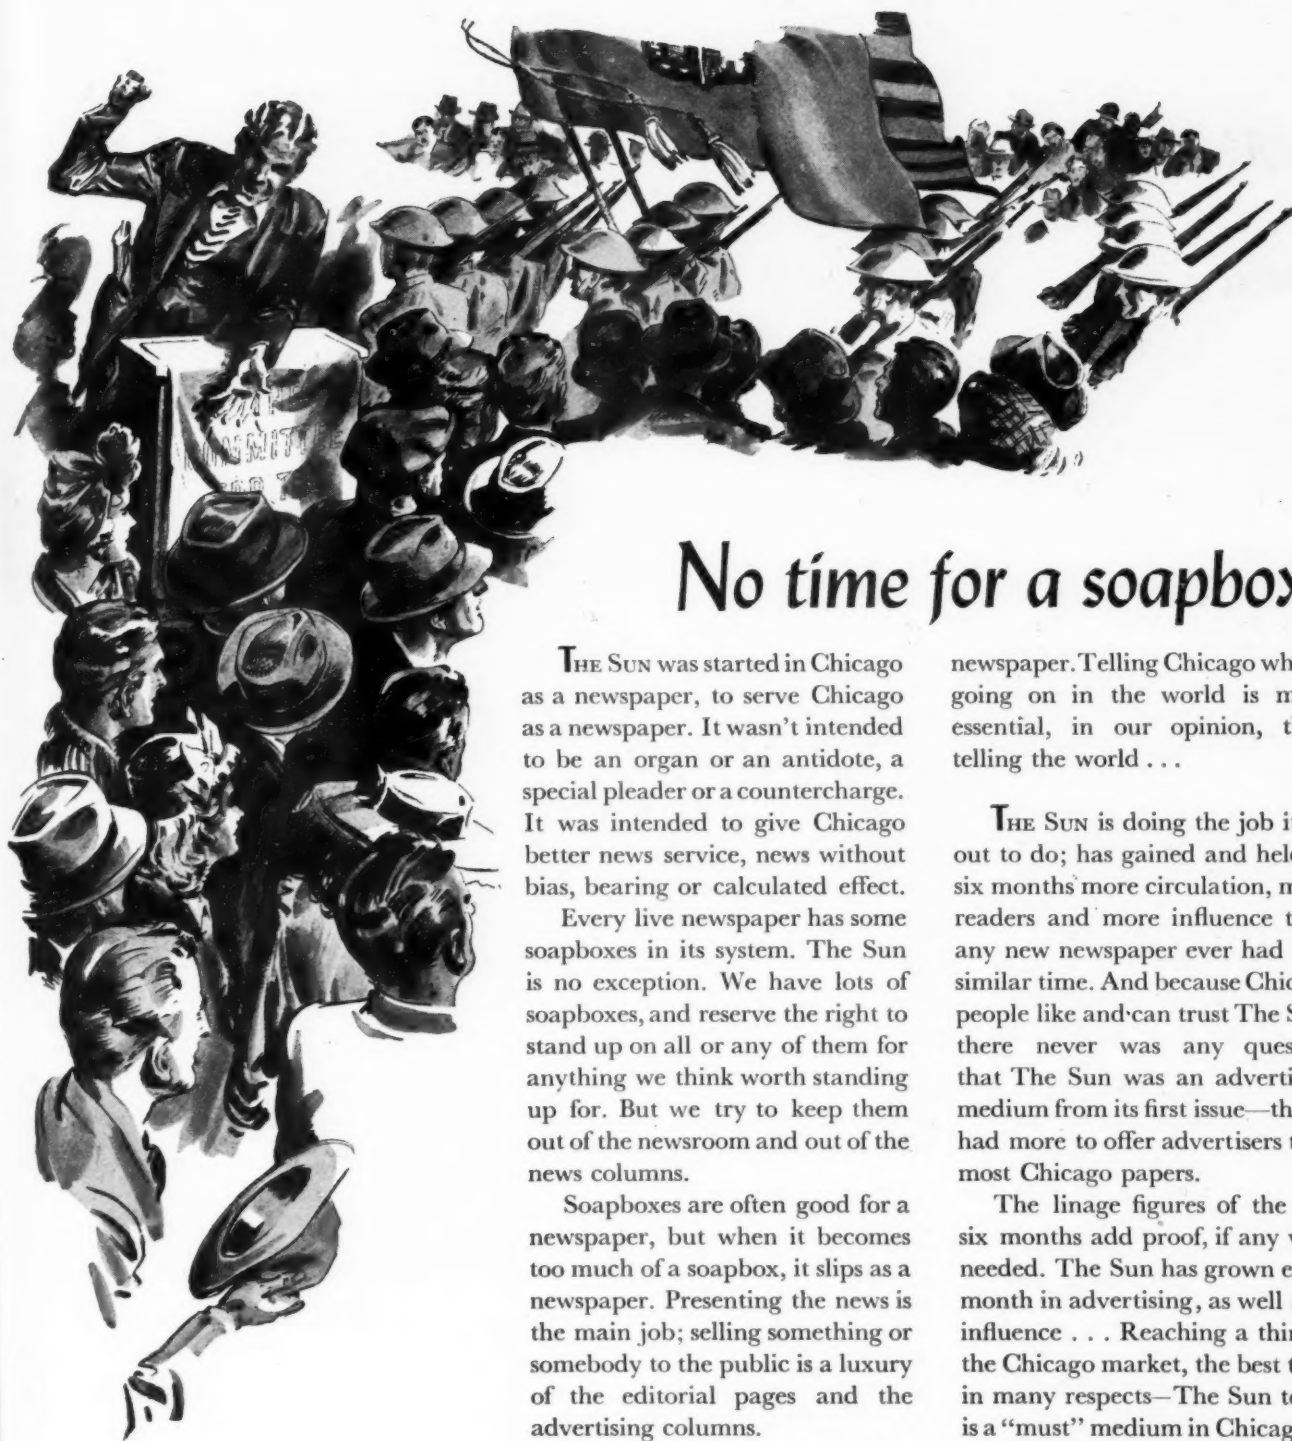 MMITTEE
No time for a soapbox
THE SUN was started in Chicago
as a newspaper, to serve Chicago
as a newspaper. It wasn't intended
to be an organ or an antidote, a
special pleader or a countercharge.
It was intended to give Chicago
better news service, news without
bias, bearing or calculated effect.
Every live newspaper has some
soapboxes in its system. The Sun
is no exception. We have lots of
soapboxes, and reserve the right to
stand up on all or any of them for
anything we think worth standing
up for. But we try to keep them
out of the newsroom and out of the
news columns.
Soapboxes are often good for a
newspaper, but when it becomes
too much of a soapbox, it slips as a
newspaper. Presenting the news is
the main job; selling something or
somebody to the public is a luxury
of the editorial pages and the
advertising columns.
newspaper. Telling Chicago wh
going on in the world is m
essential, in our opinion, t
telling the world . . .
THE SUN is doing the job i
out to do; has gained and hel
six months more circulation, m
readers and more influence t
any new newspaper ever had
similar time. And because Chic
people like and can trust The S
there never was any ques
that The Sun was an adverti
medium from its first issue—th
had more to offer advertisers t
most Chicago papers.
The linage figures of the
six months add proof, if any w
needed. The Sun has grown e
month in advertising, as well
influence . . . Reaching a thir
the Chicago market, the best t
in many respects—The Sun to
is a "must" medium in Chicag